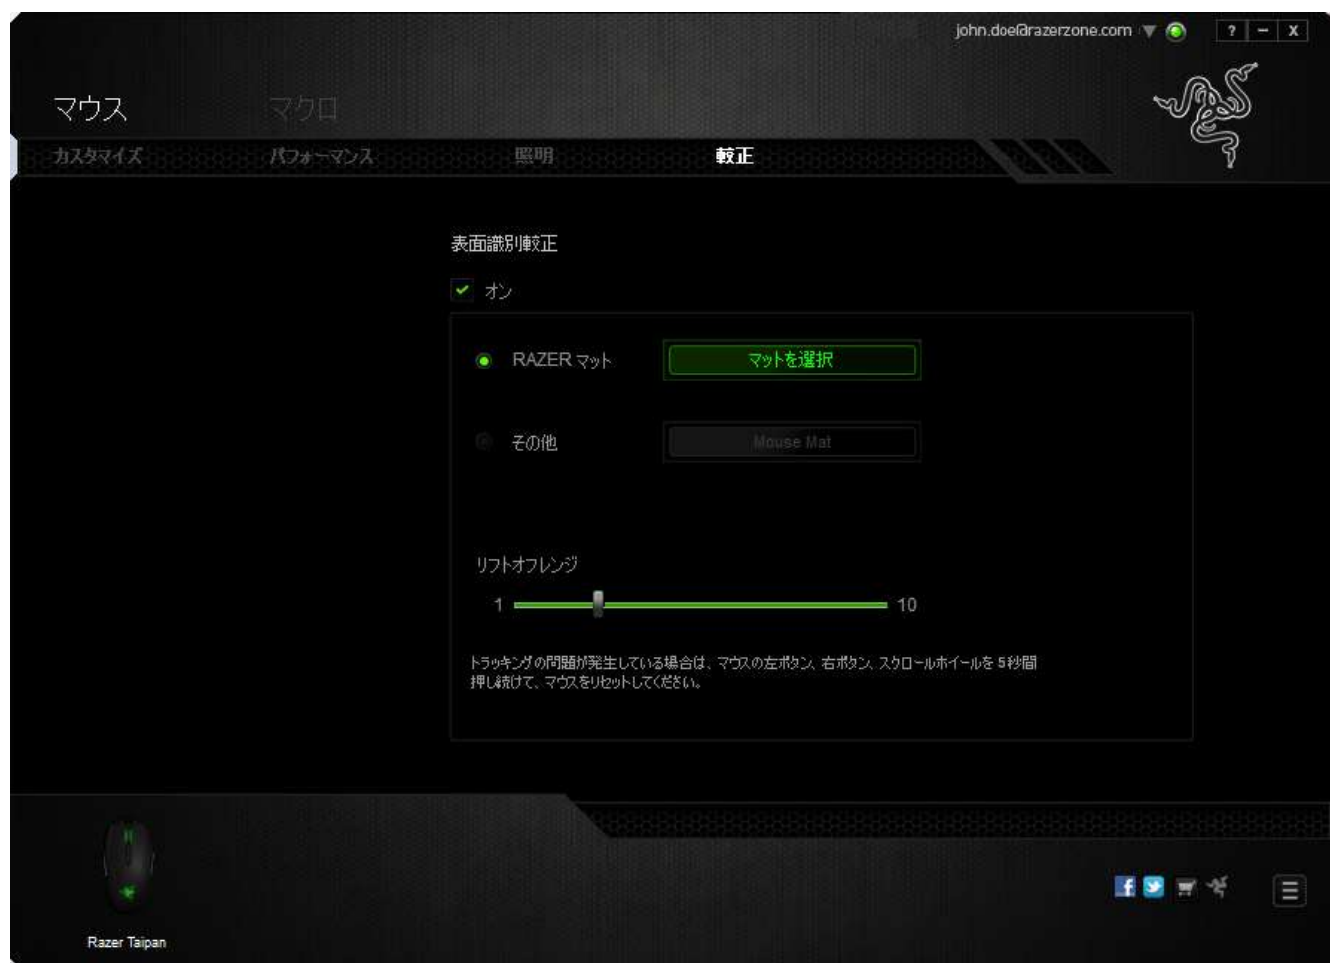 john.doe@razerzone.com
? – X
マウス マクロ
カスタマイズ パフォーマンス 照明 較正
表面識別較正
オン
RAZER マット マットを選択
その他 Mouse Mat
リフトオフレンジ
1 10
トラッキングの問題が発生している場合は、マウスの左ボタン、右ボタン、スクロールホイールを 5 秒間
押し続けて、マウスをリセットしてください。
Razer Taipan